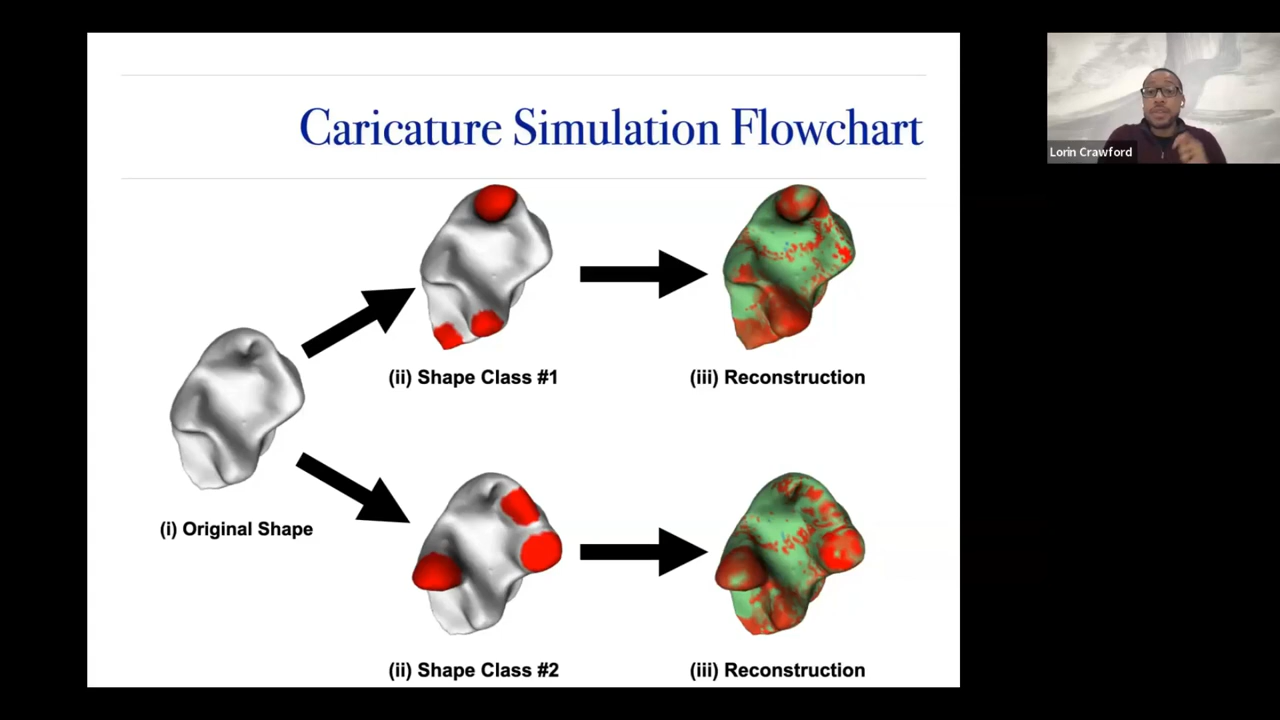 Caricature Simulation Flowchart
Lorin Crawford
(ii) Shape Class #1
(iii) Reconstruction
(i) Original Shape
(ii) Shape Class #2
(iii) Reconstruction